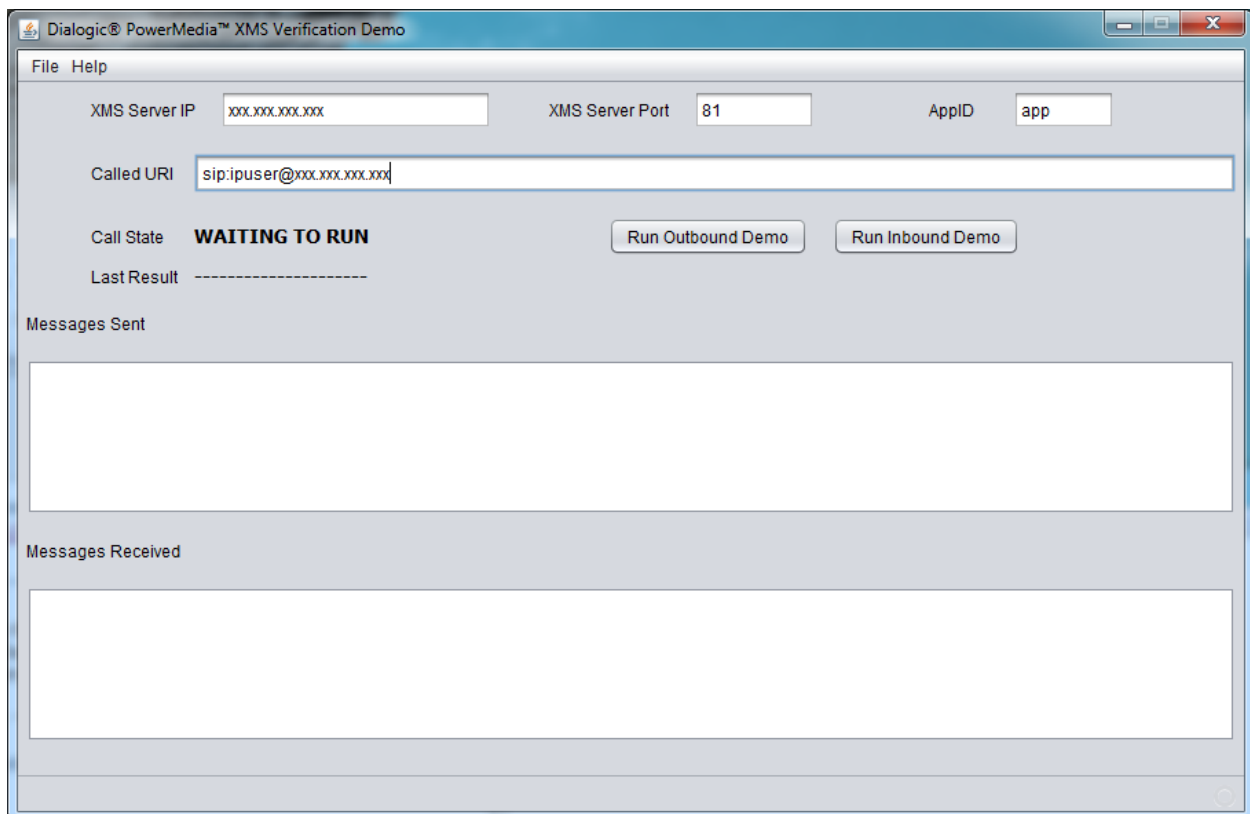 Dialogic® PowerMedia™ XMS Verification Demo
File Help
XMS Server IP xxx.xxx.xxx.xxx XMS Server Port 81 AppID app
Called URI sip:ipuser@xxx.xxx.xxx.xxx
Call State WAITING TO RUN Run Outbound Demo Run Inbound Demo
Last Result ---------------------
Messages Sent
Messages Received